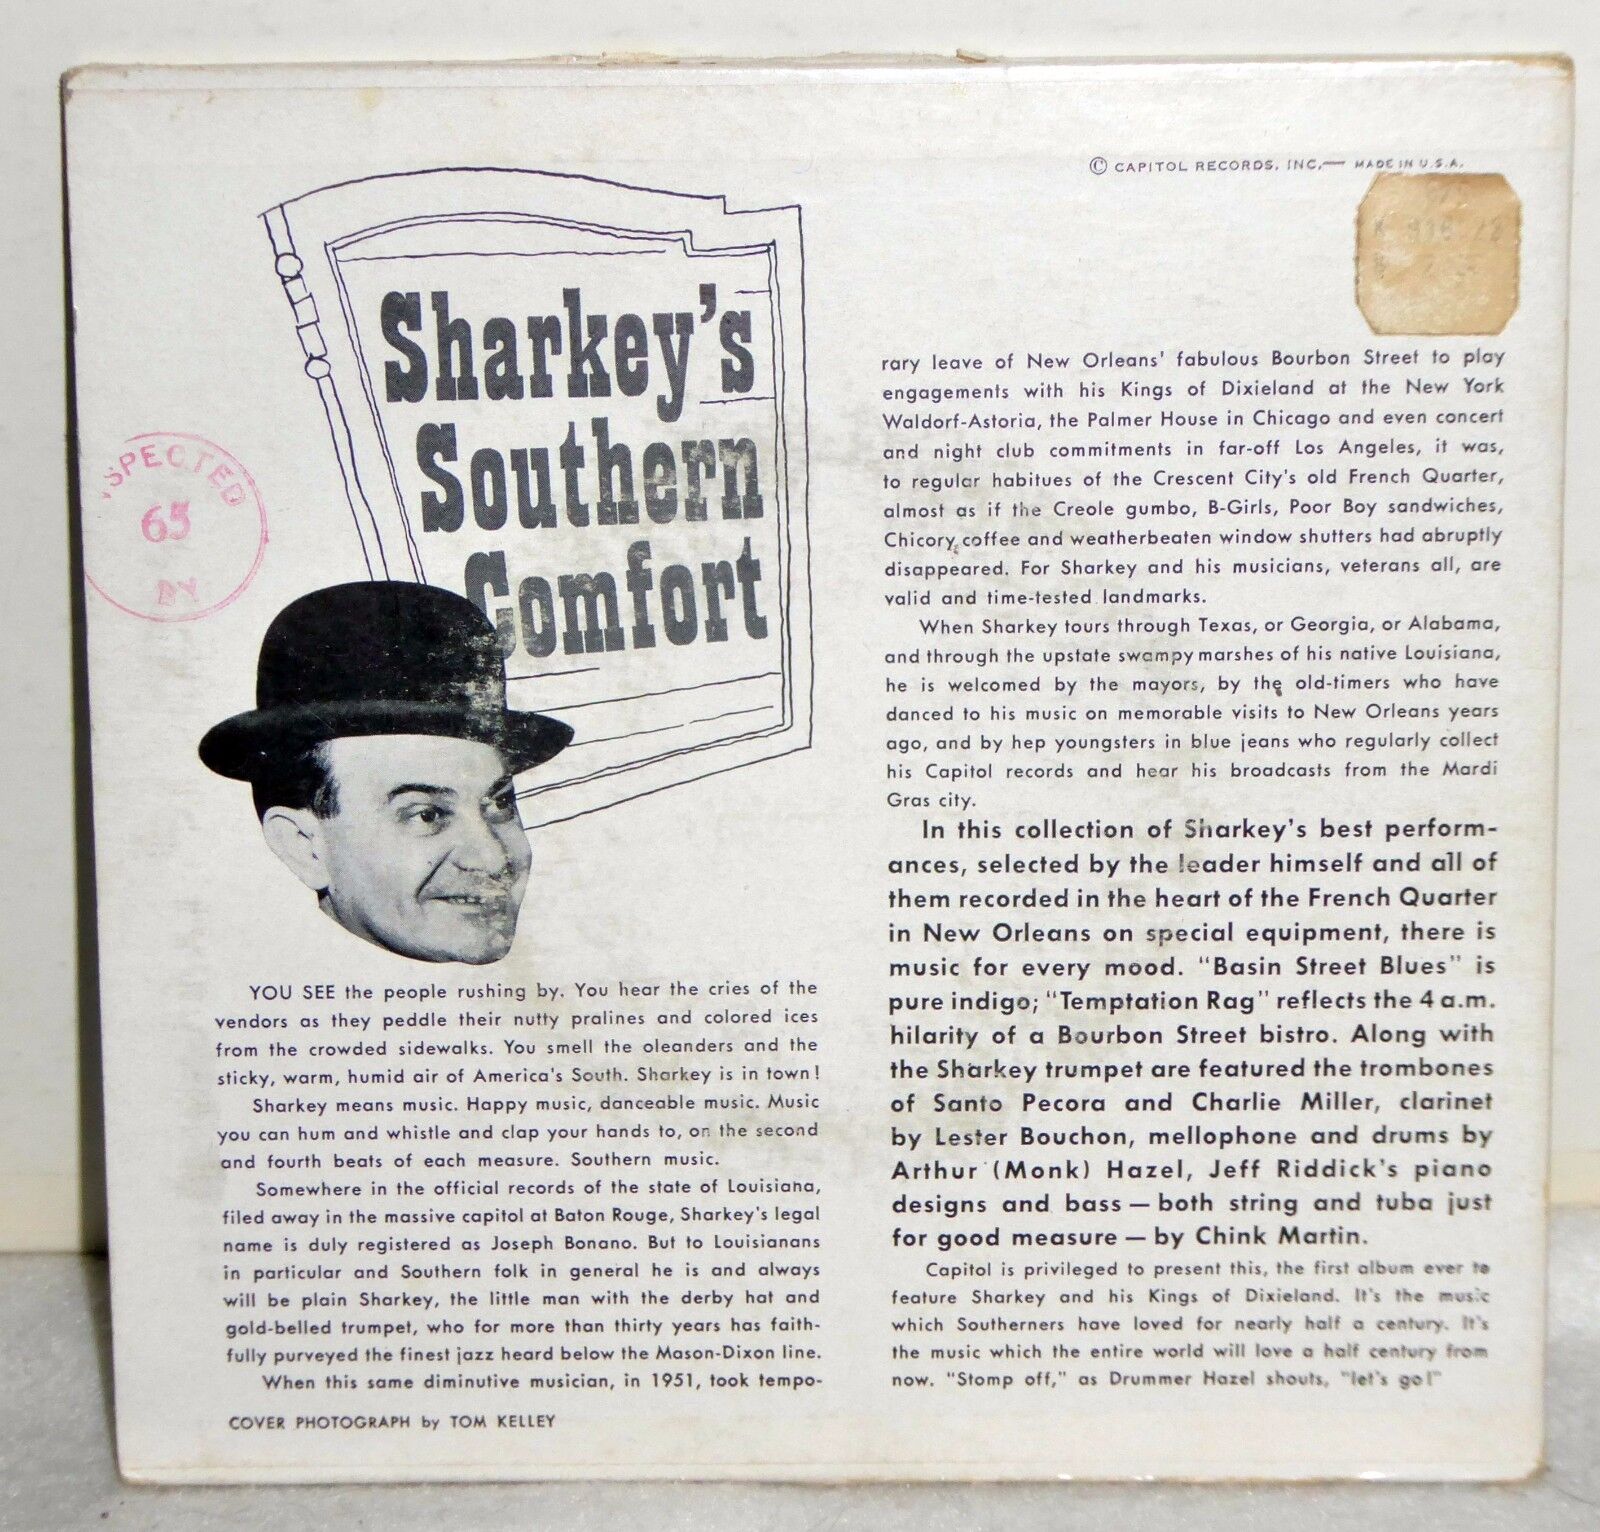 © CAPITOL RECORDS, INC.— MADE IN U.S.A.
Sharkey's
Southern
Comfort
SPECTED
65
BY
YOU SEE the people rushing by. You hear the cries of the
vendors as they peddle their nutty pralines and colored ices
from the crowded sidewalks. You smell the oleanders and the
sticky, warm, humid air of America's South. Sharkey is in town!
Sharkey means music. Happy music, danceable music. Music
you can hum and whistle and clap your hands to, on the second
and fourth beats of each measure. Southern music.
Somewhere in the official records of the state of Louisiana,
filed away in the massive capitol at Baton Rouge, Sharkey's legal
name is duly registered as Joseph Bonano. But to Louisianans
in particular and Southern folk in general he is and always
will be plain Sharkey, the little man with the derby hat and
gold-belled trumpet, who for more than thirty years has faith-
fully purveyed the finest jazz heard below the Mason-Dixon line.
When this same diminutive musician, in 1951, took tempo-
COVER PHOTOGRAPH by TOM KELLEY
rary leave of New Orleans' fabulous Bourbon Street to play
engagements with his Kings of Dixieland at the New York
Waldorf-Astoria, the Palmer House in Chicago and even concert
and night club commitments in far-off Los Angeles, it was,
to regular habitues of the Crescent City's old French Quarter,
almost as if the Creole gumbo, B-Girls, Poor Boy sandwiches,
Chicory coffee and weatherbeaten window shutters had abruptly
disappeared. For Sharkey and his musicians, veterans all, are
valid and time-tested landmarks.
When Sharkey tours through Texas, or Georgia, or Alabama,
and through the upstate swampy marshes of his native Louisiana,
he is welcomed by the mayors, by the old-timers who have
danced to his music on memorable visits to New Orleans years
ago, and by hep youngsters in blue jeans who regularly collect
his Capitol records and hear his broadcasts from the Mardi
Gras city.
In this collection of Sharkey's best perform-
ances, selected by the leader himself and all of
them recorded in the heart of the French Quarter
in New Orleans on special equipment, there is
music for every mood. "Basin Street Blues" is
pure indigo; "Temptation Rag" reflects the 4 a.m.
hilarity of a Bourbon Street bistro. Along with
the Sharkey trumpet are featured the trombones
of Santo Pecora and Charlie Miller, clarinet
by Lester Bouchon, mellophone and drums by
Arthur (Monk) Hazel, Jeff Riddick's piano
designs and bass — both string and tuba just
for good measure — by Chink Martin.
Capitol is privileged to present this, the first album ever to
feature Sharkey and his Kings of Dixieland. It's the music
which Southerners have loved for nearly half a century. It's
the music which the entire world will love a half century from
now. "Stomp off," as Drummer Hazel shouts, "let's go!"